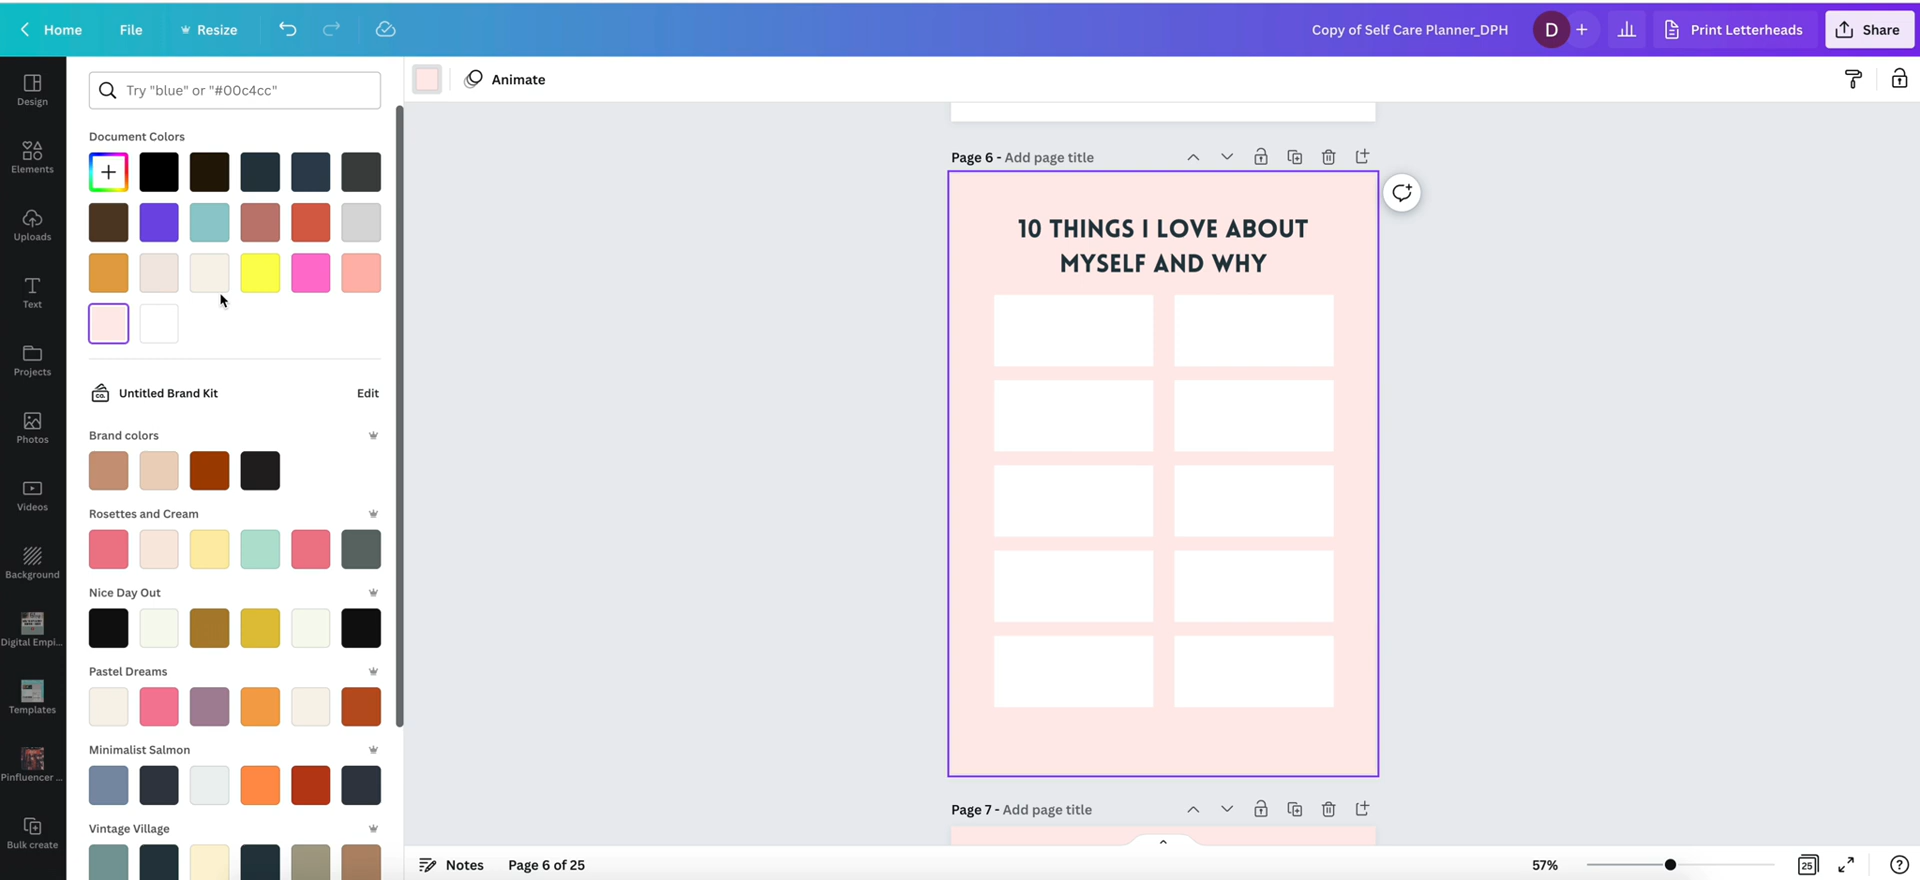 Home
File
Resize
Copy of Self Care Planner_DPH
D
Print Letterheads
Share
Design
Elements
Uploads
Text
Projects
Photos
Videos
Background
Digital Empi...
Templates
Pinfluencer ...
Bulk create
Try "blue" or "#00c4cc"
Document Colors
Untitled Brand Kit
Edit
Brand colors
Rosettes and Cream
Nice Day Out
Pastel Dreams
Minimalist Salmon
Vintage Village
Animate
Page 6 - Add page title
10 THINGS I LOVE ABOUT
MYSELF AND WHY
Page 7 - Add page title
Notes
Page 6 of 25
57%
25